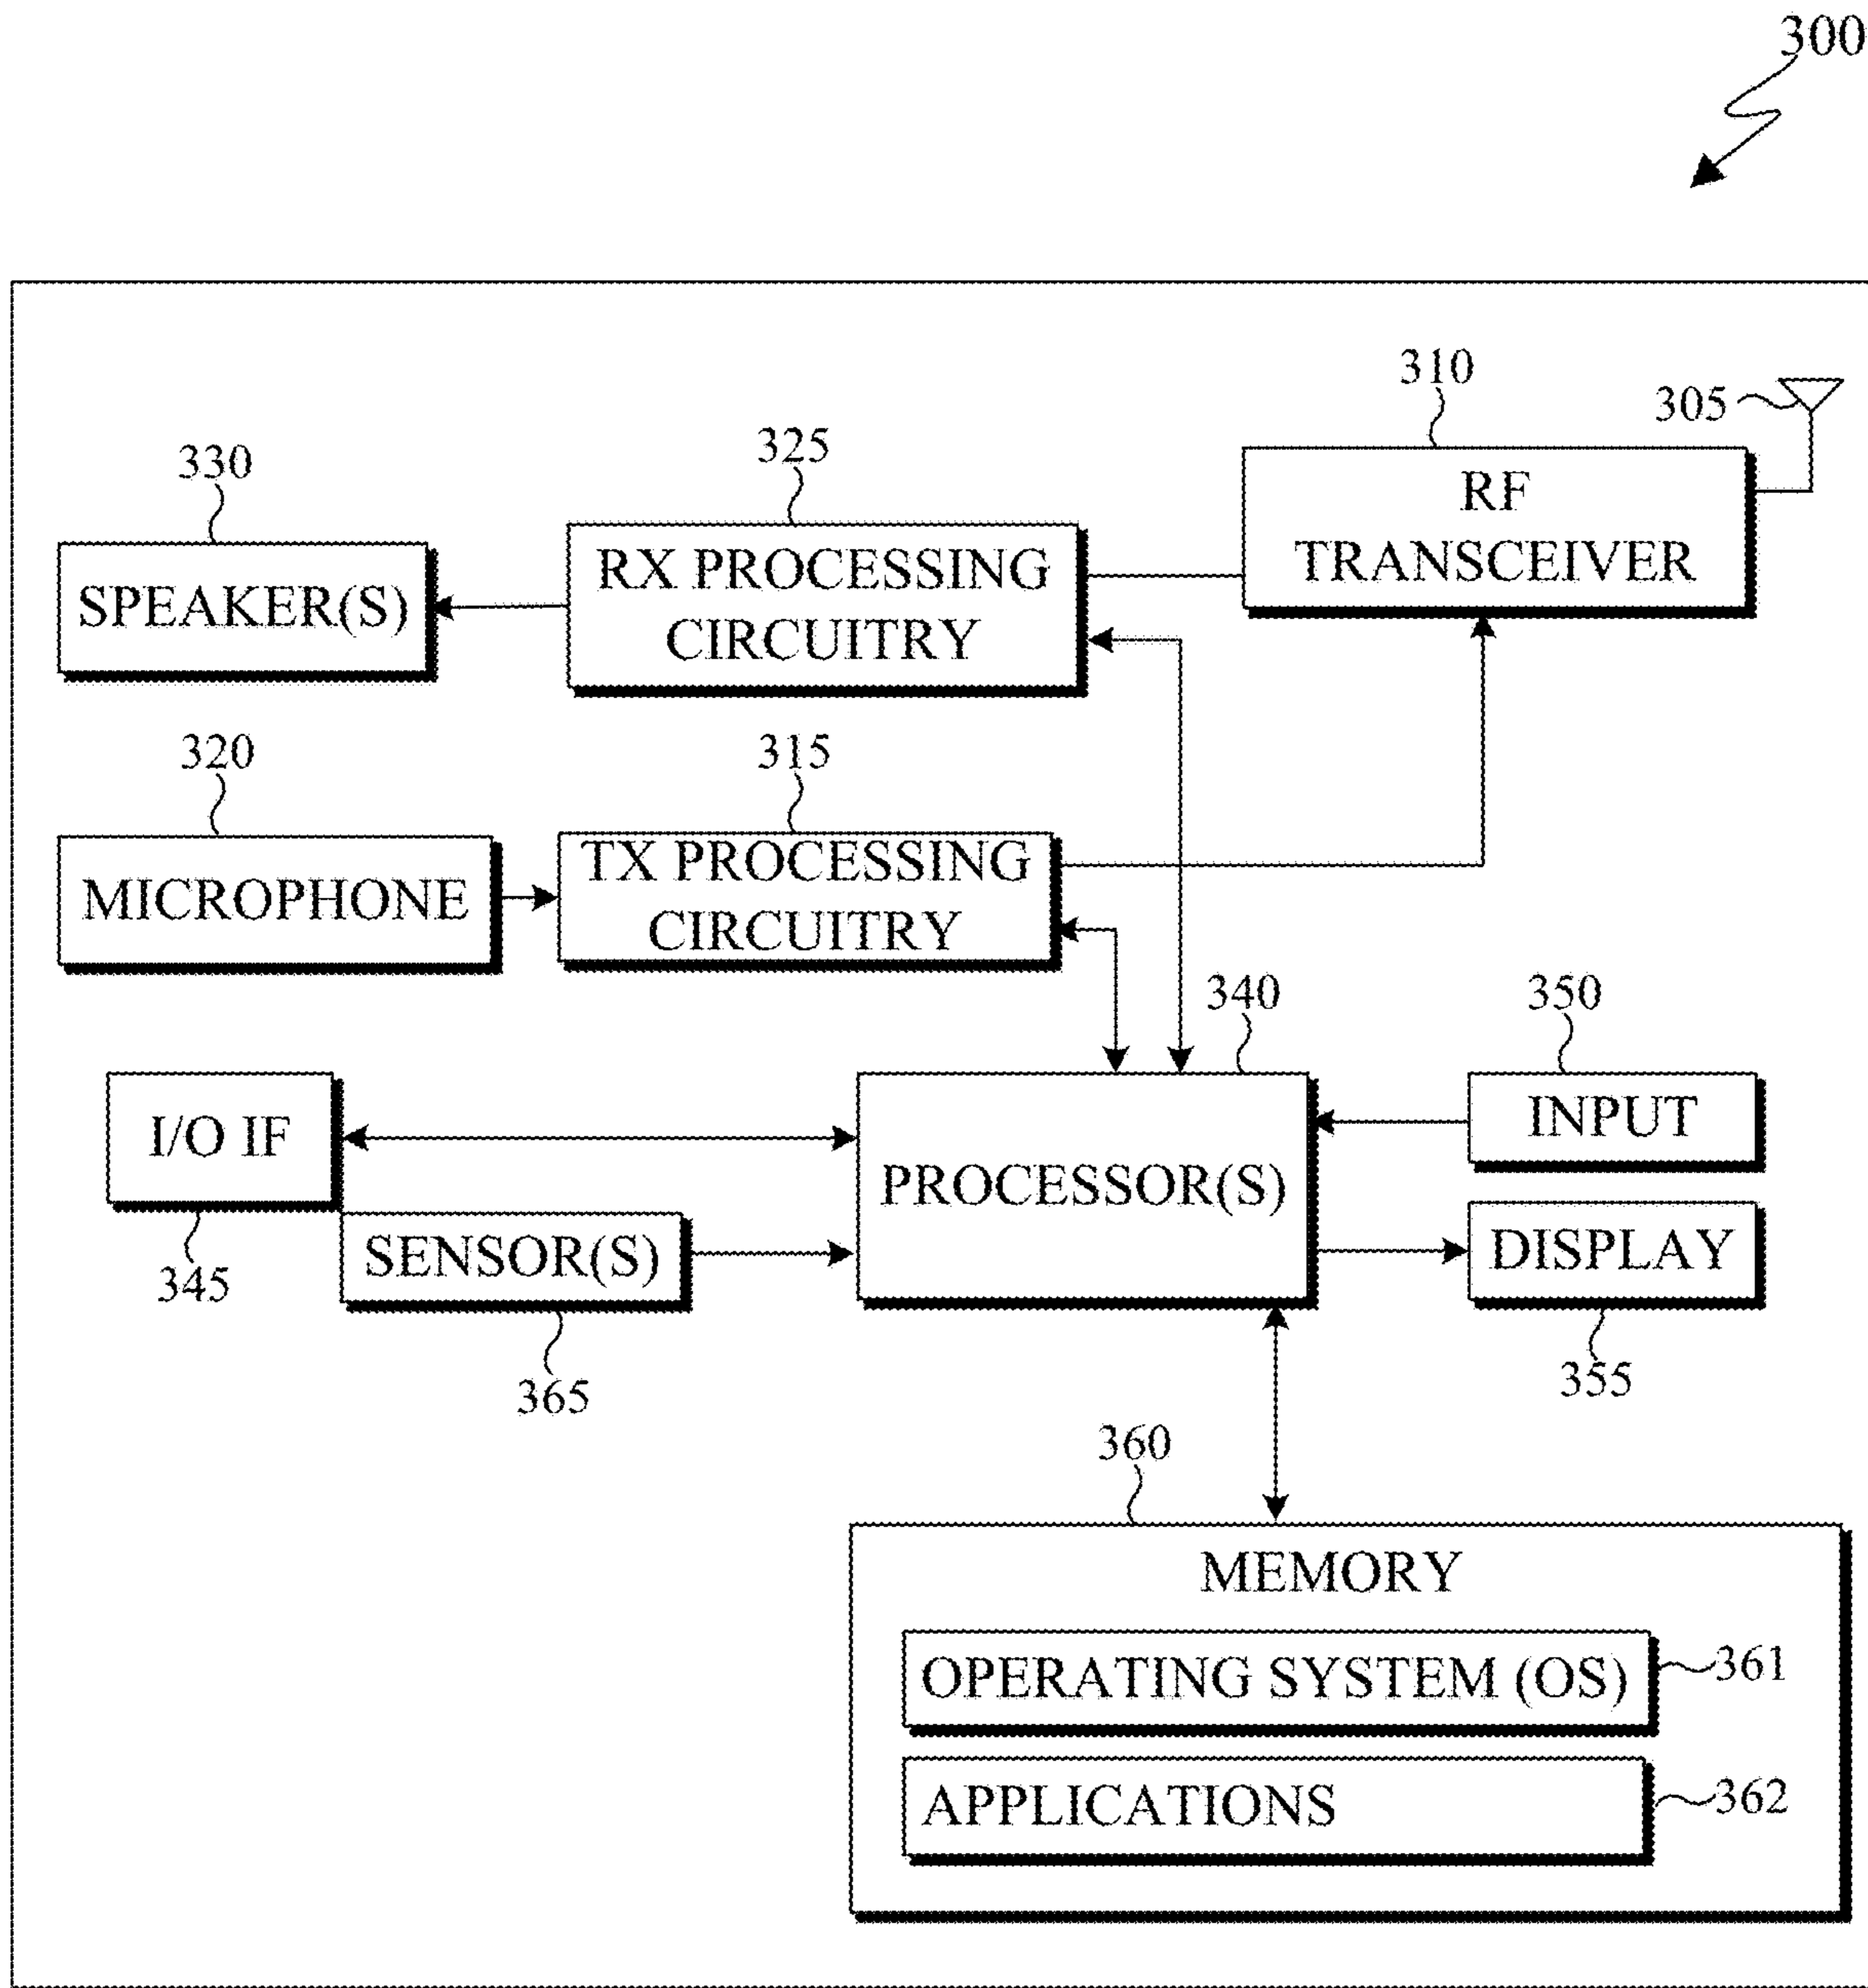 300
310
305
325
330
RF
TRANSCEIVER
RX PROCESSING
CIRCUITRY
SPEAKER(S)
320
315
MICROPHONE
TX PROCESSING
CIRCUITRY
340
350
I/O IF
PROCESSOR(S)
INPUT
SENSOR(S)
DISPLAY
345
365
355
360
MEMORY
OPERATING SYSTEM (OS)
361
APPLICATIONS
362